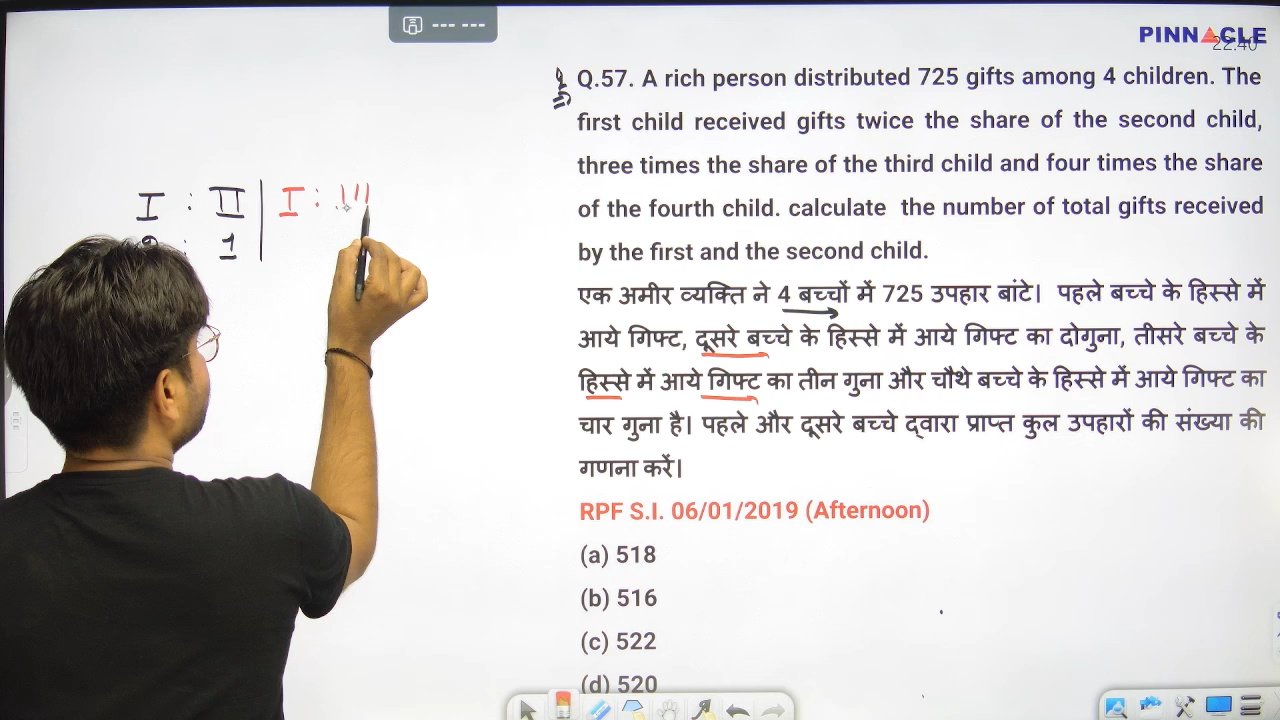 PINNACLE
22:40
Q.57. A rich person distributed 725 gifts among 4 children. The
first child received gifts twice the share of the second child,
three times the share of the third child and four times the share
of the fourth child. calculate the number of total gifts received
by the first and the second child.
एक अमीर व्यक्ति ने 4 बच्चों में 725 उपहार बांटे। पहले बच्चे के हिस्से में
आये गिफ्ट, दूसरे बच्चे के हिस्से में आये गिफ्ट का दोगुना, तीसरे बच्चे के
हिस्से में आये गिफ्ट का तीन गुना और चौथे बच्चे के हिस्से में आये गिफ्ट का
चार गुना है। पहले और दूसरे बच्चे द्वारा प्राप्त कुल उपहारों की संख्या की
गणना करें।
RPF S.I. 06/01/2019 (Afternoon)
(a) 518
(b) 516
(c) 522
(d) 520
I : II | I : III
: 1